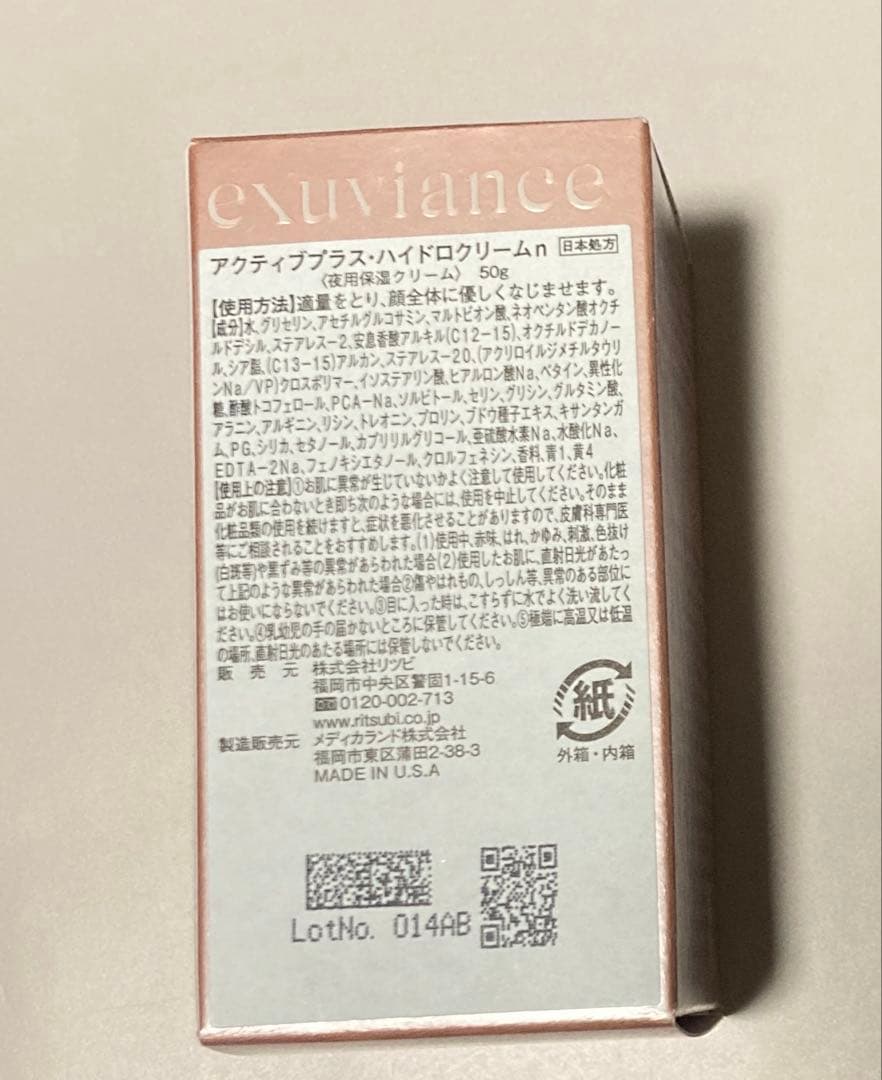 exuviance
アクティブプラス・ハイドロクリームn 日本処方
〈夜用保湿クリーム〉 50g
【使用方法】適量をとり、顔全体に優しくなじませます。
【成分】水、グリセリン、アセチルグルコサミン、マルトビオン酸、ネオペンタン酸オクチ
ルドデシル、ステアレス-2、安息香酸アルキル(C12-15)、オクチルドデカノー
ル、シア脂、(C13-15)アルカン、ステアレス-20、(アクリロイルジメチルタウリ
ンNa/VP)クロスポリマー、イソステアリン酸、ヒアルロン酸Na、ベタイン、異性化
糖、酢酸トコフェロール、PCA-Na、ソルビトール、セリン、グリシン、グルタミン酸、
アラニン、アルギニン、リシン、トレオニン、プロリン、ブドウ種子エキス、キサンタンガ
ム、PG、シリカ、セタノール、カプリリルグリコール、亜硫酸水素Na、水酸化Na、
EDTA-2Na、フェノキシエタノール、クロルフェネシン、香料、青1、黄4
【使用上の注意】①お肌に異常が生じていないかよく注意して使用してください。化粧
品がお肌に合わないとき即ち次のような場合には、使用を中止してください。そのまま
化粧品類の使用を続けますと、症状を悪化させることがありますので、皮膚科専門医
等にご相談されることをおすすめします。(1)使用中、赤味、はれ、かゆみ、刺激、色抜け
(白斑等)や黒ずみ等の異常があらわれた場合(2)使用したお肌に、直射日光があたっ
て上記のような異常があらわれた場合②傷やはれもの、しっしん等、異常のある部位に
はお使いにならないでください。③目に入った時は、こすらずに水でよく洗い流してく
ださい。④乳幼児の手の届かないところに保管してください。⑤極端に高温又は低温
の場所、直射日光のあたる場所には保管しないでください。
販売元 株式会社リツビ
福岡市中央区警固1-15-6
0120-002-713
www.ritsubi.co.jp
製造販売元 メディカランド株式会社
福岡市東区蒲田2-38-3
MADE IN U.S.A
紙
外箱・内箱
LotNo. 014AB